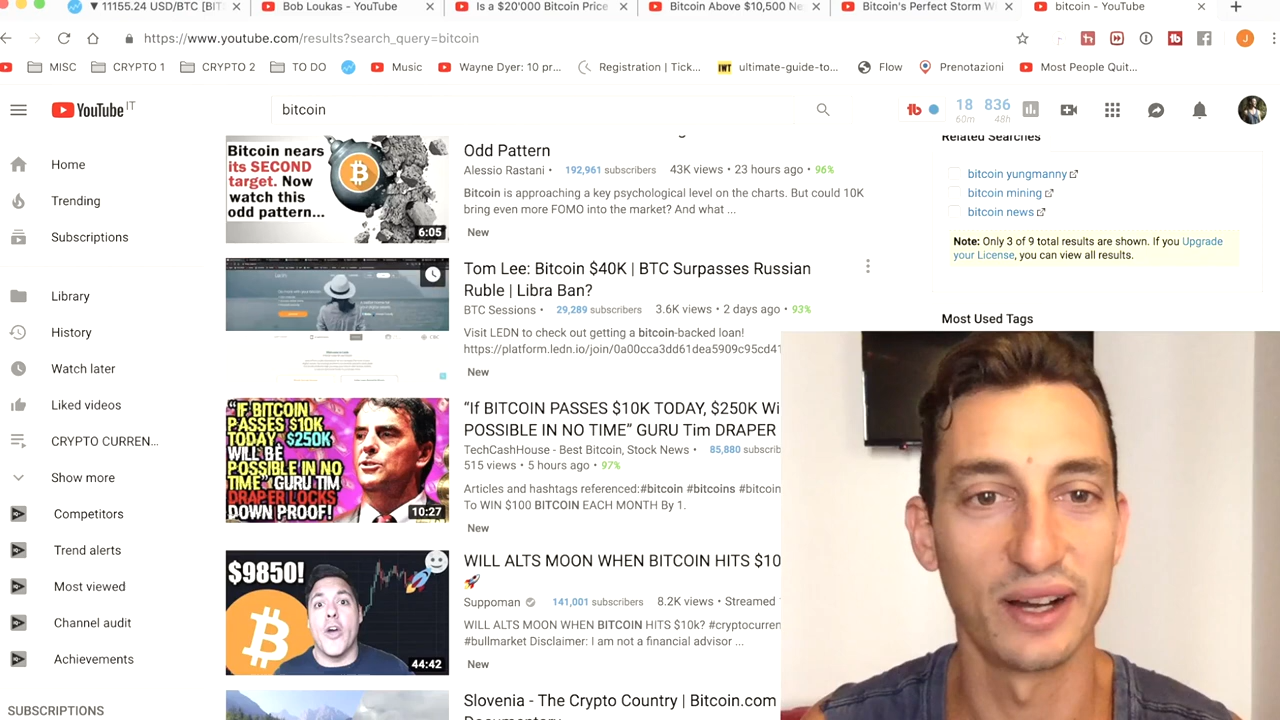 ▼ 11155.24 USD/BTC [BITS
Bob Loukas - YouTube
Is a $20'000 Bitcoin Price
Bitcoin Above $10,500 Ne
Bitcoin's Perfect Storm W
bitcoin - YouTube
https://www.youtube.com/results?search_query=bitcoin
MISC
CRYPTO 1
CRYPTO 2
TO DO
Music
Wayne Dyer: 10 pr...
Registration | Tick...
IWT
ultimate-guide-to...
Flow
Prenotazioni
Most People Quit...
YouTube IT
bitcoin
18 836
60m 48h
Home
Trending
Subscriptions
Library
History
Watch later
Liked videos
CRYPTO CURREN...
Show more
Competitors
Trend alerts
Most viewed
Channel audit
Achievements
SUBSCRIPTIONS
Bitcoin nears
its SECOND
target. Now
watch this
odd pattern...
6:05
Odd Pattern
Alessio Rastani • 192,961 subscribers 43K views • 23 hours ago • 96%
Bitcoin is approaching a key psychological level on the charts. But could 10K
bring even more FOMO into the market? And what ...
New
Tom Lee: Bitcoin $40K | BTC Surpasses Russian
Ruble | Libra Ban?
BTC Sessions • 29,289 subscribers 3.6K views • 2 days ago • 93%
Visit LEDN to check out getting a bitcoin-backed loan!
https://platform.ledn.io/join/0a00cca3dd61dea5909c95cd41
New
"IF BITCOIN
PASSES $10K
TODAY, $250K
WILL BE
POSSIBLE IN NO
TIME" GURU TIM
DRAPER LOCKS
DOWN PROOF!
10:27
“If BITCOIN PASSES $10K TODAY, $250K Wi
POSSIBLE IN NO TIME” GURU Tim DRAPER
TechCashHouse - Best Bitcoin, Stock News • 85,880 subscrib
515 views • 5 hours ago • 97%
Articles and hashtags referenced:#bitcoin #bitcoins #bitcoin
To WIN $100 BITCOIN EACH MONTH By 1.
New
$9850!
44:42
WILL ALTS MOON WHEN BITCOIN HITS $10
🚀
Suppoman 141,001 subscribers 8.2K views • Streamed
WILL ALTS MOON WHEN BITCOIN HITS $10k? #cryptocurren
#bullmarket Disclaimer: I am not a financial advisor ...
New
Slovenia - The Crypto Country | Bitcoin.com
Documentary
Related Searches
bitcoin yungmanny
bitcoin mining
bitcoin news
Note: Only 3 of 9 total results are shown. If you Upgrade
your License, you can view all results.
Most Used Tags